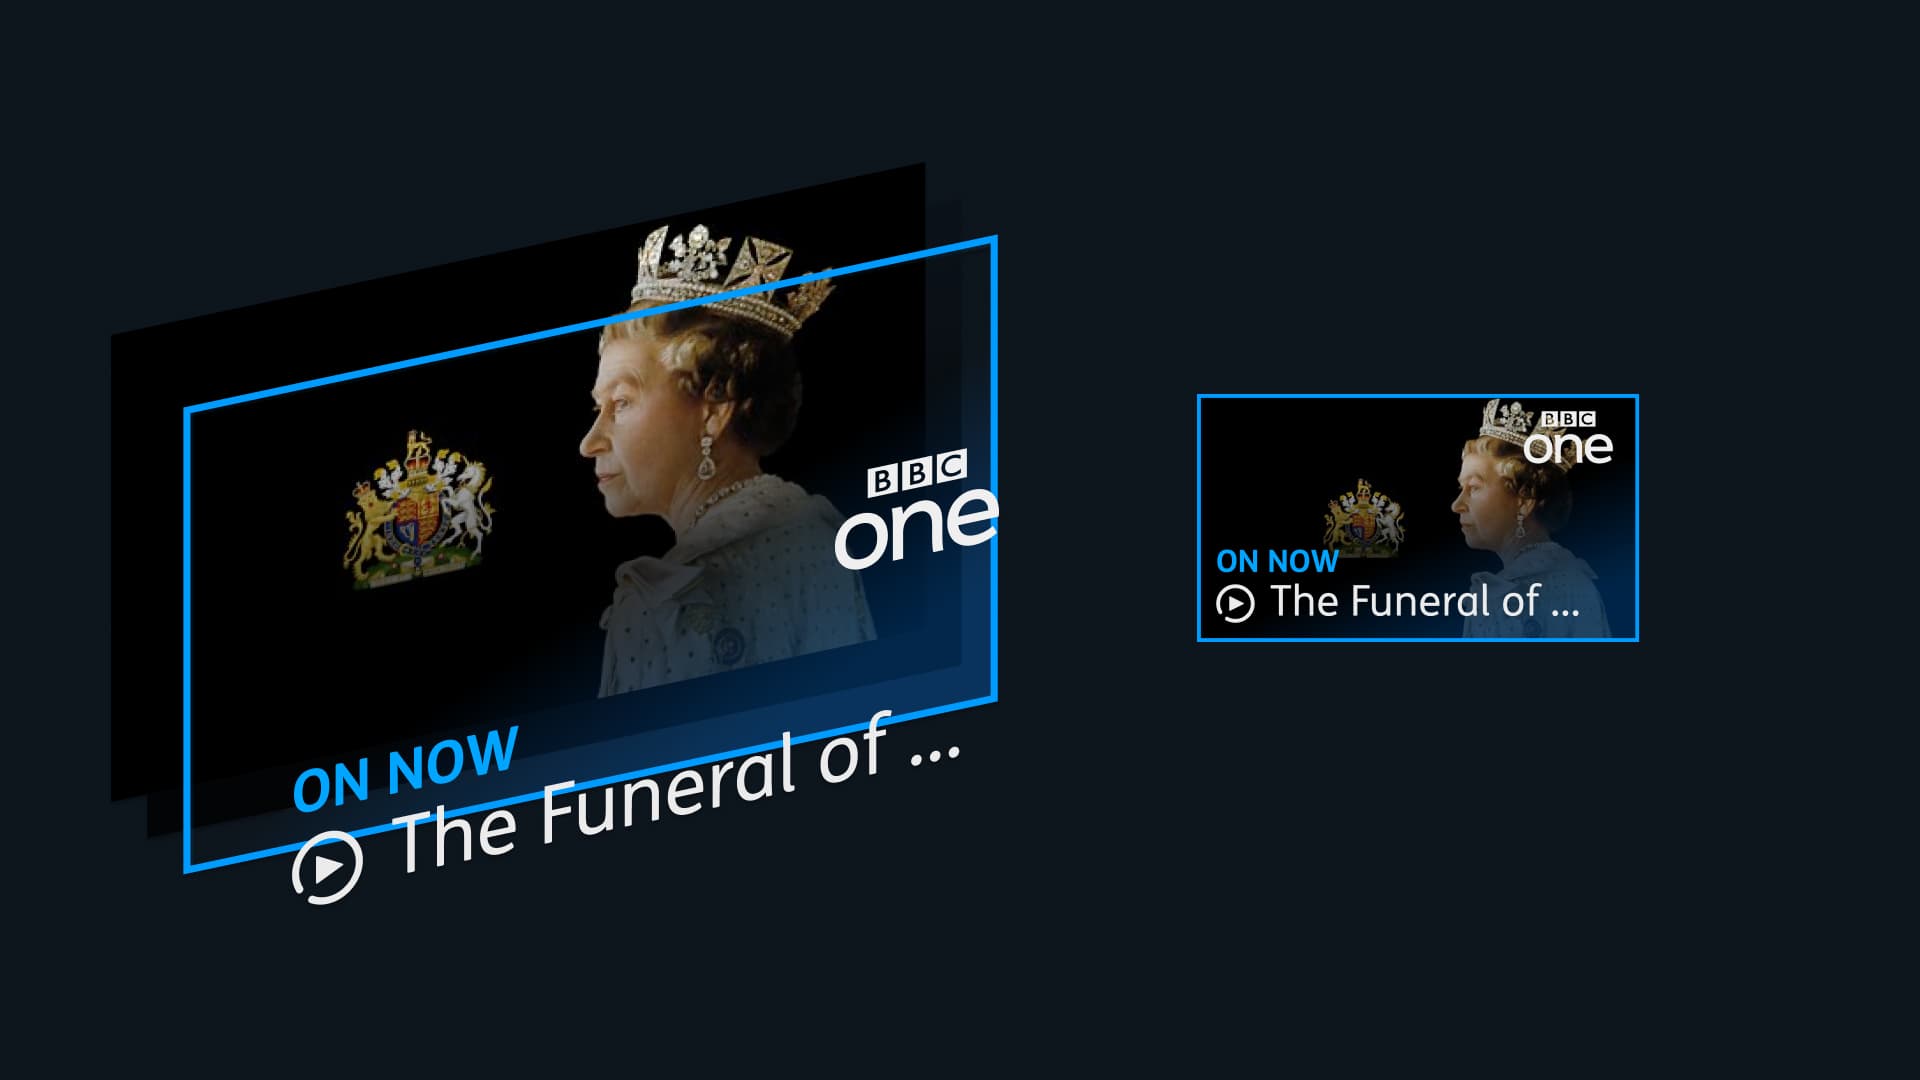 BBC
one
ON NOW
The Funeral of ...
BBC
one
ON NOW
The Funeral of ...